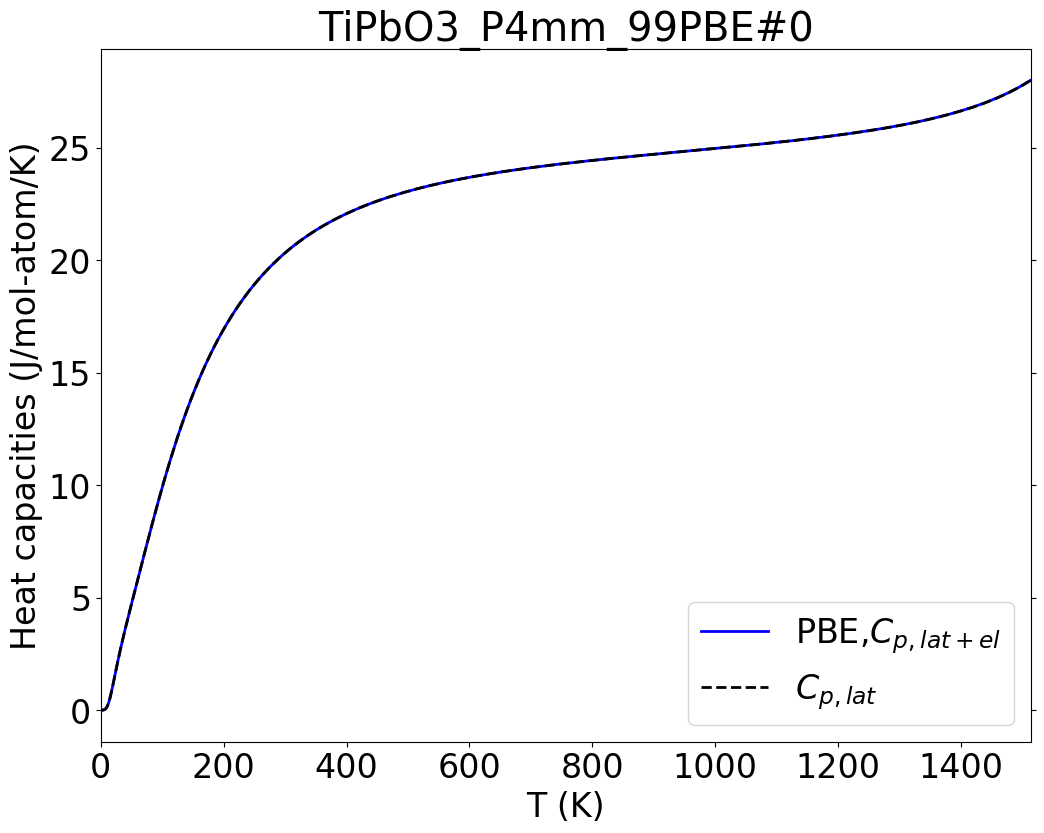 TiPbO3_P4mm_99PBE#0
Heat capacities (J/mol-atom/K)
25
20
15
10
5
0
PBE,C_{p,lat+el}
C_{p,lat}
0 200 400 600 800 1000 1200 1400
T (K)